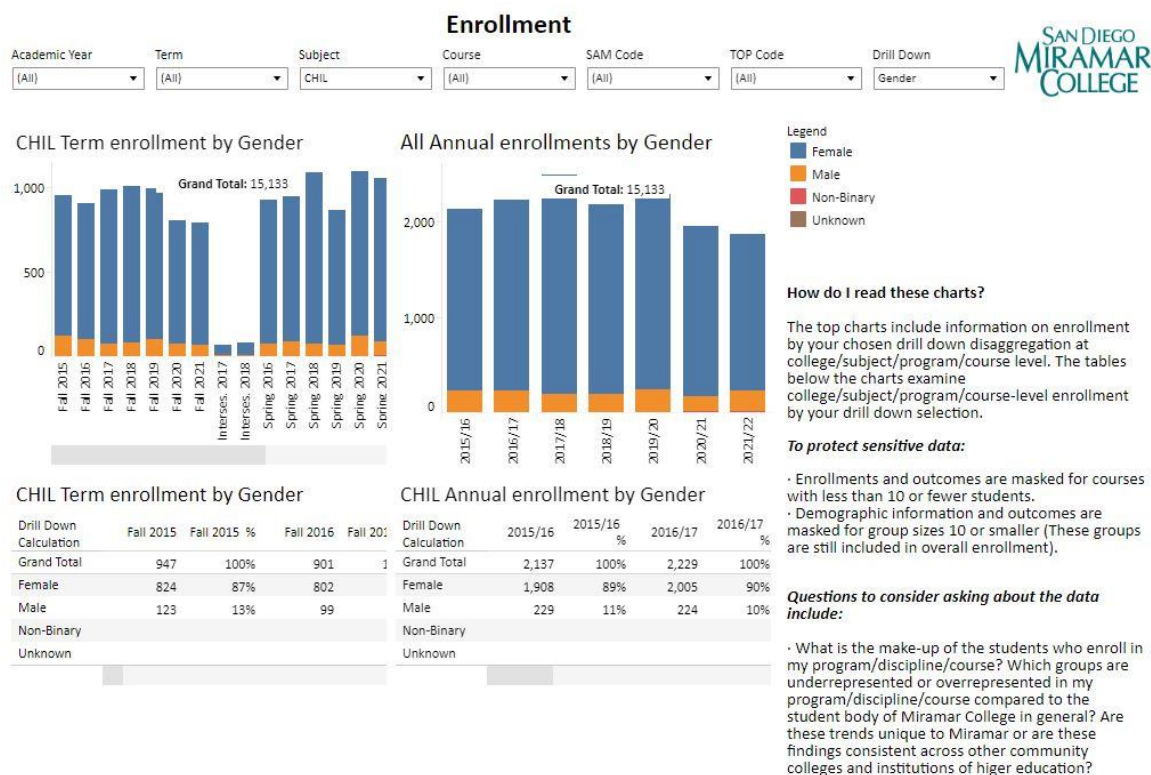 Enrollment
SAN DIEGO
MIRAMAR
COLLEGE
Academic Year Term Subject Course SAM Code TOP Code Drill Down
(All) (All) CHIL (All) (All) (All) Gender
CHIL Term enrollment by Gender
1,000
500
0
Grand Total: 15,133
Fall 2015
Fall 2016
Fall 2017
Fall 2018
Fall 2019
Fall 2020
Fall 2021
Interses. 2017
Interses. 2018
Spring 2016
Spring 2017
Spring 2018
Spring 2019
Spring 2020
Spring 2021
All Annual enrollments by Gender
2,000
1,000
0
Grand Total: 15,133
2015/16
2016/17
2017/18
2018/19
2019/20
2020/21
2021/22
Legend
Female
Male
Non-Binary
Unknown
CHIL Term enrollment by Gender
Drill Down
Calculation Fall 2015 Fall 2015 % Fall 2016 Fall 201
Grand Total 947 100% 901 1
Female 824 87% 802
Male 123 13% 99
Non-Binary
Unknown
CHIL Annual enrollment by Gender
Drill Down
Calculation 2015/16 2015/16 % 2016/17 2016/17 %
Grand Total 2,137 100% 2,229 100%
Female 1,908 89% 2,005 90%
Male 229 11% 224 10%
Non-Binary
Unknown
How do I read these charts?
The top charts include information on enrollment
by your chosen drill down disaggregation at
college/subject/program/course level. The tables
below the charts examine
college/subject/program/course-level enrollment
by your drill down selection.
To protect sensitive data:
· Enrollments and outcomes are masked for courses
with less than 10 or fewer students.
· Demographic information and outcomes are
masked for group sizes 10 or smaller (These groups
are still included in overall enrollment).
Questions to consider asking about the data
include:
· What is the make-up of the students who enroll in
my program/discipline/course? Which groups are
underrepresented or overrepresented in my
program/discipline/course compared to the
student body of Miramar College in general? Are
these trends unique to Miramar or are these
findings consistent across other community
colleges and institutions of higer education?